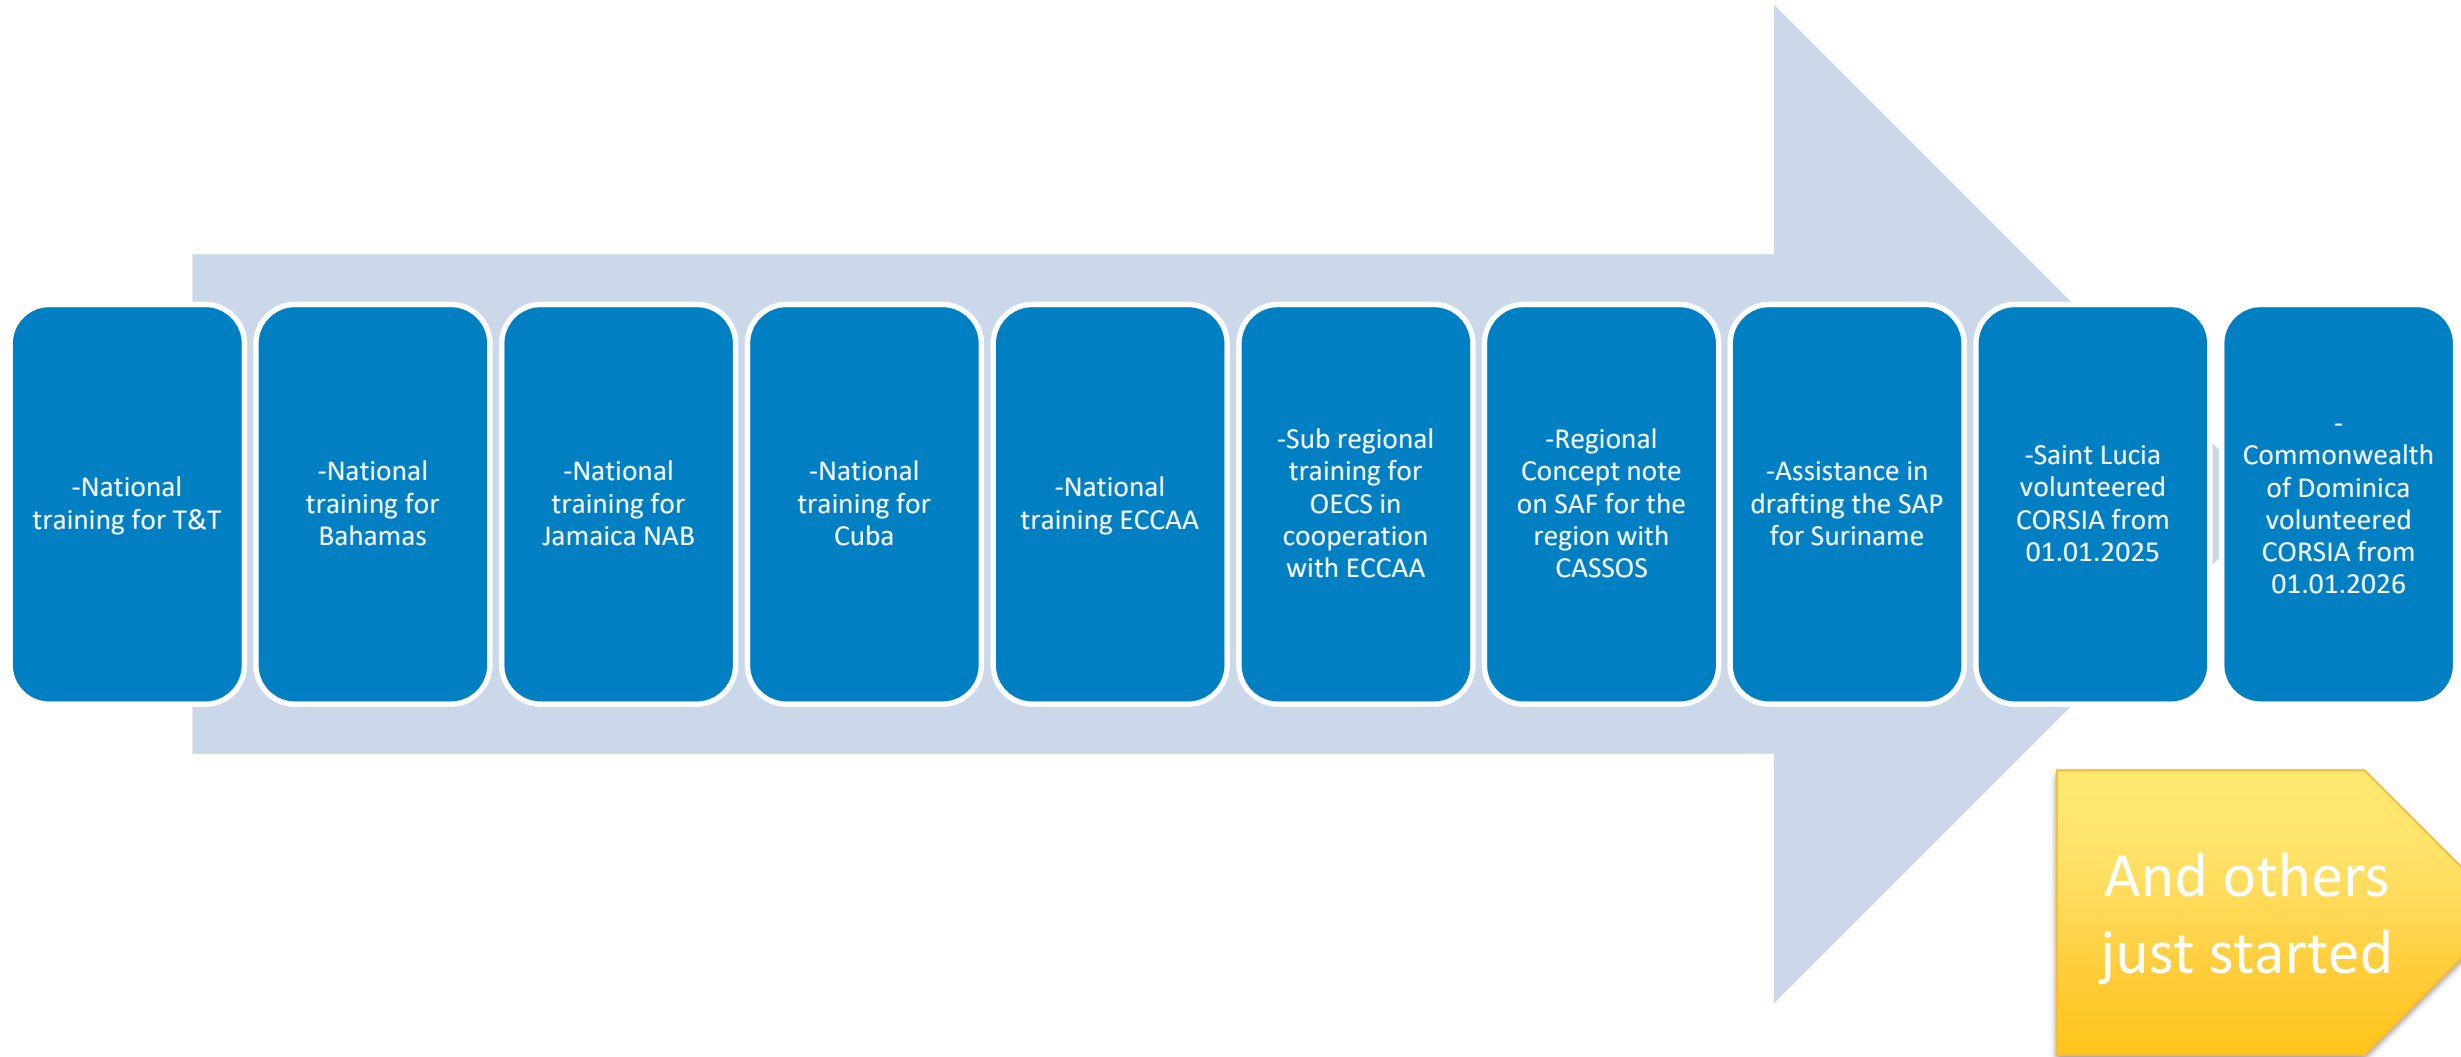 -National
training for T&T
-National
training for
Bahamas
-National
training for
Jamaica NAB
-National
training for
Cuba
-National
training ECCAA
-Sub regional
training for
OECS in
cooperation
with ECCAA
-Regional
Concept note
on SAF for the
region with
CASSOS
-Assistance in
drafting the SAP
for Suriname
-Saint Lucia
volunteered
CORSIA from
01.01.2025
-
Commonwealth
of Dominica
volunteered
CORSIA from
01.01.2026
And others
just started